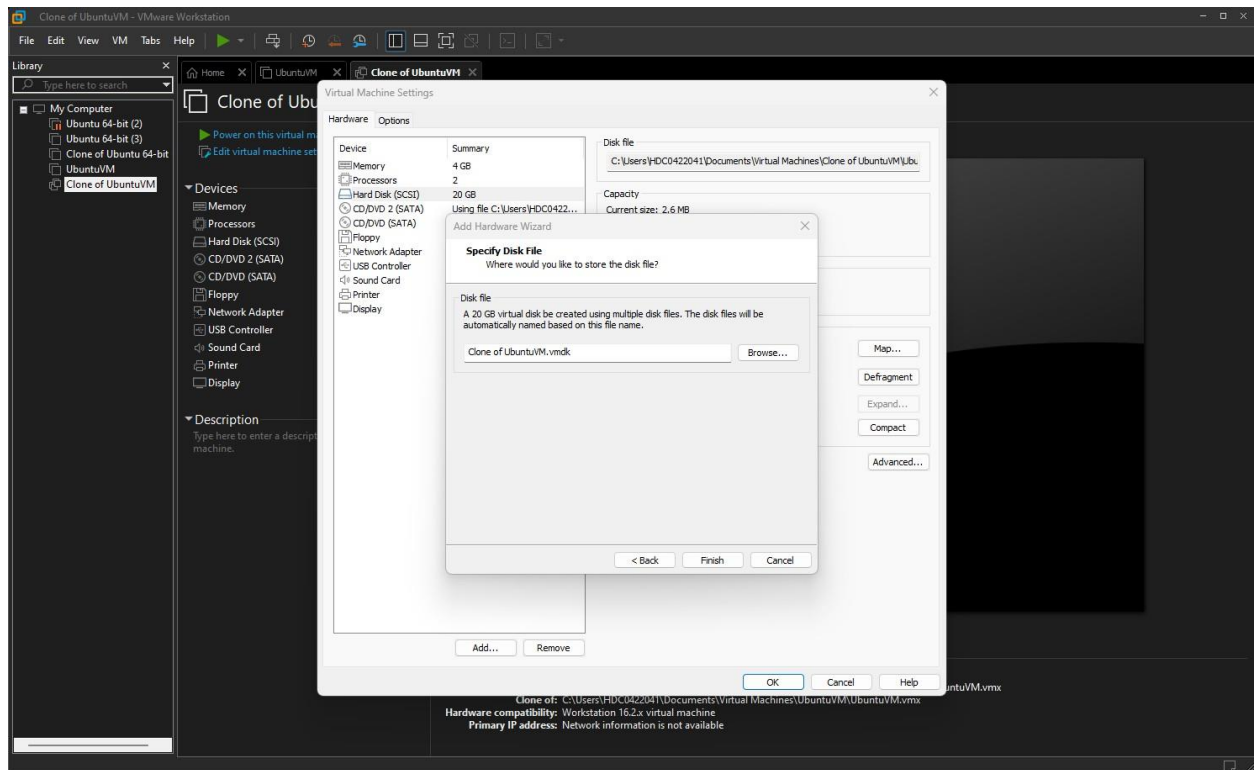 Clone of UbuntuVM - VMware Workstation
File Edit View VM Tabs Help
Library
Type here to search
My Computer
Ubuntu 64-bit (2)
Ubuntu 64-bit (3)
Clone of Ubuntu 64-bit
UbuntuVM
Clone of UbuntuVM
Home
UbuntuVM
Clone of UbuntuVM
Clone of Ubu
Power on this virtual m
Edit virtual machine set
Devices
Memory
Processors
Hard Disk (SCSI)
CD/DVD 2 (SATA)
CD/DVD (SATA)
Floppy
Network Adapter
USB Controller
Sound Card
Printer
Display
Description
Type here to enter a descript
machine.
Virtual Machine Settings
Hardware Options
Device Summary
Memory 4 GB
Processors 2
Hard Disk (SCSI) 20 GB
CD/DVD 2 (SATA) Using file C:\Users\HDC0422...
CD/DVD (SATA)
Floppy
Network Adapter
USB Controller
Sound Card
Printer
Display
Add... Remove
Disk file
C:\Users\HDC0422041\Documents\Virtual Machines\Clone of UbuntuVM\Ubu
Capacity
Current size: 2.6 MB
Map...
Defragment
Expand...
Compact
Advanced...
OK Cancel Help
Add Hardware Wizard
Specify Disk File
Where would you like to store the disk file?
Disk file
A 20 GB virtual disk be created using multiple disk files. The disk files will be
automatically named based on this file name.
Clone of UbuntuVM.vmdk Browse...
< Back Finish Cancel
untuVM.vmx
Clone of: C:\Users\HDC0422041\Documents\Virtual Machines\UbuntuVM\UbuntuVM.vmx
Hardware compatibility: Workstation 16.2.x virtual machine
Primary IP address: Network information is not available